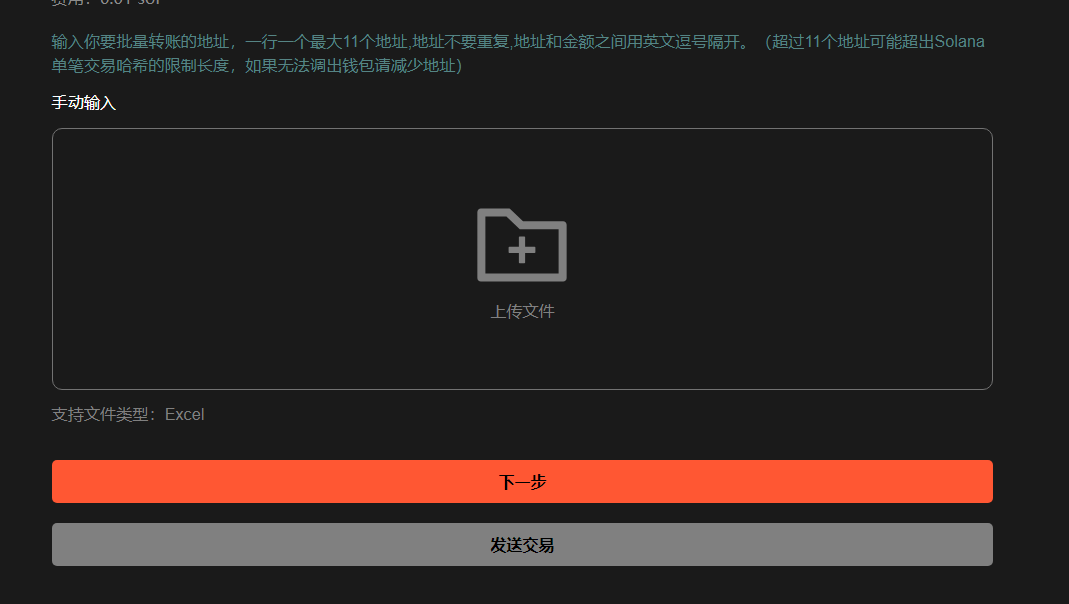 费用：0.01 sol
输入你要批量转账的地址，一行一个最大11个地址,地址不要重复,地址和金额之间用英文逗号隔开。（超过11个地址可能超出Solana
单笔交易哈希的限制长度，如果无法调出钱包请减少地址）
手动输入
上传文件
支持文件类型：Excel
下一步
发送交易